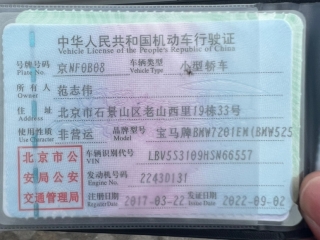 中华人民共和国机动车行驶证
Vehicle License of the People's Republic of China
号牌号码 京NF0B08 车辆类型 小型轿车
Plate No. Vehicle Type
所有人 范志伟
Owner
住址 北京市石景山区老山西里19栋33号
使用性质 非营运 品牌型号 宝马牌BMW7201EM(BMW525
Use Character
北京市公
安局公安
交通管理局
车辆识别代号 LBV553109HSN66557
VIN
发动机号码 22430131
Engine No.
注册日期 2017-03-22 发证日期 2022-09-02
Register Date Issue Date